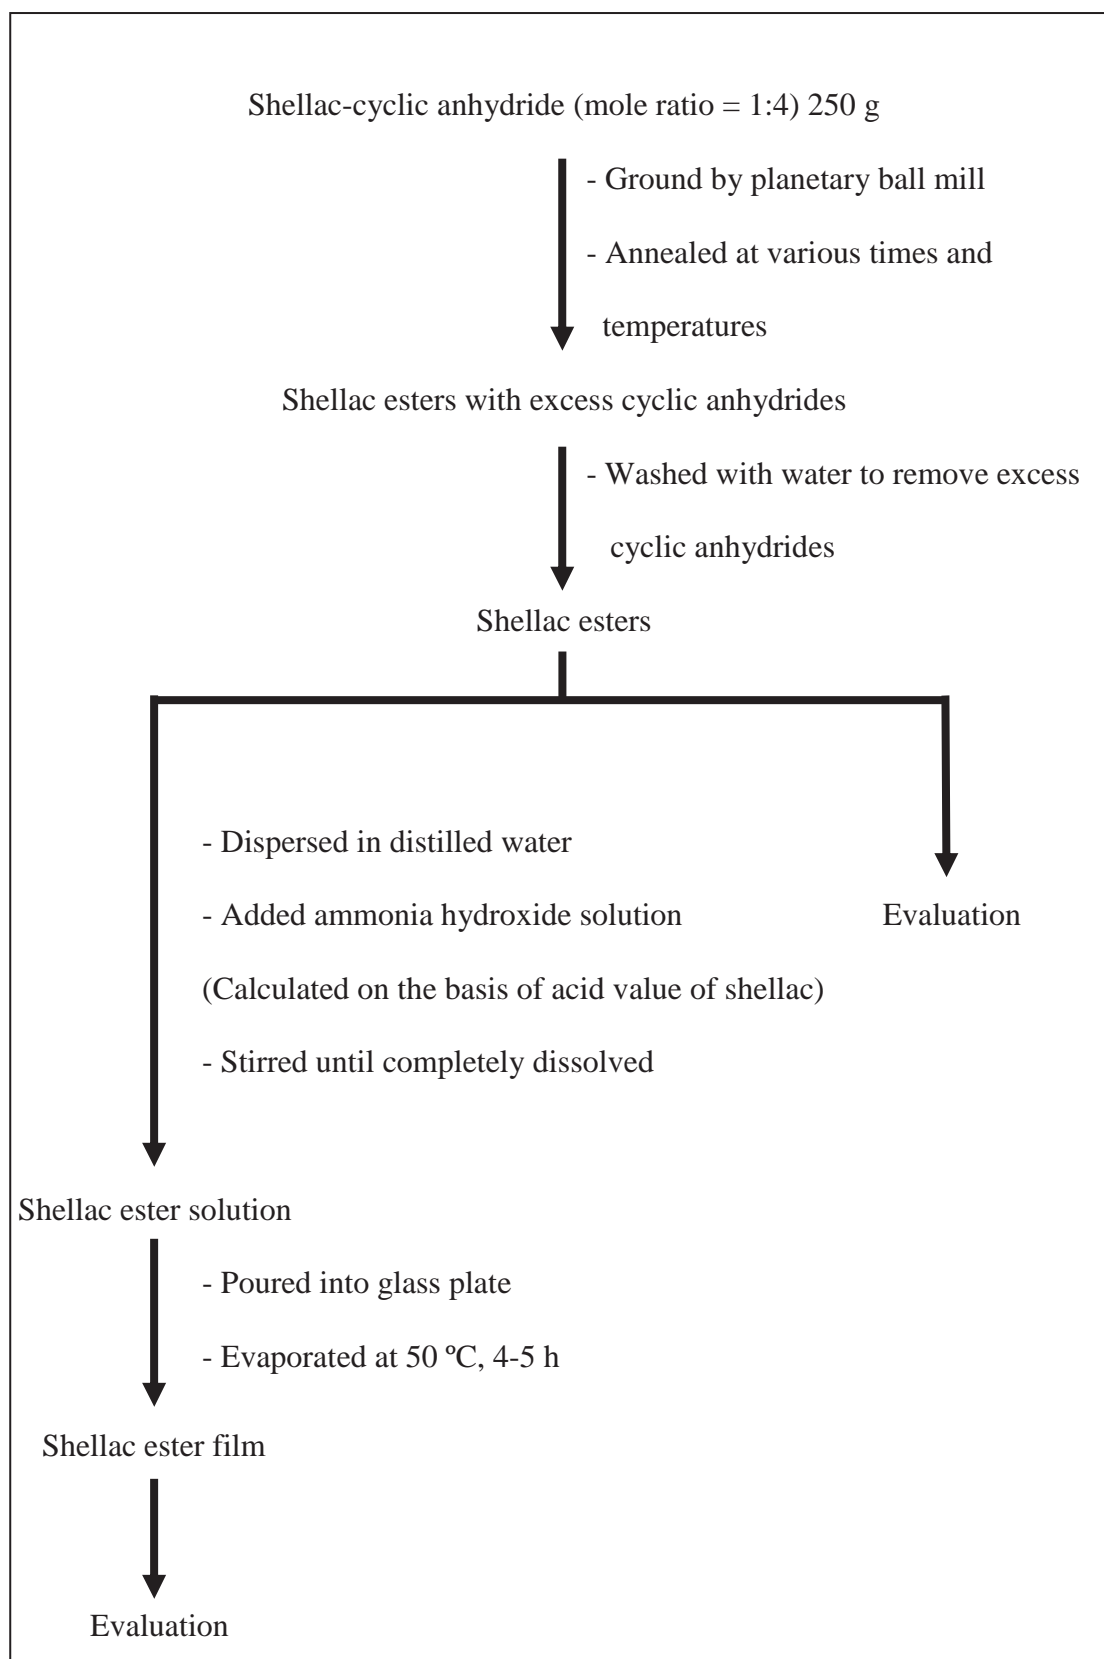 Shellac-cyclic anhydride (mole ratio = 1:4) 250 g
- Ground by planetary ball mill
- Annealed at various times and
temperatures
Shellac esters with excess cyclic anhydrides
- Washed with water to remove excess
cyclic anhydrides
Shellac esters
- Dispersed in distilled water
- Added ammonia hydroxide solution
(Calculated on the basis of acid value of shellac)
- Stirred until completely dissolved
Evaluation
Shellac ester solution
- Poured into glass plate
- Evaporated at 50 ºC, 4-5 h
Shellac ester film
Evaluation